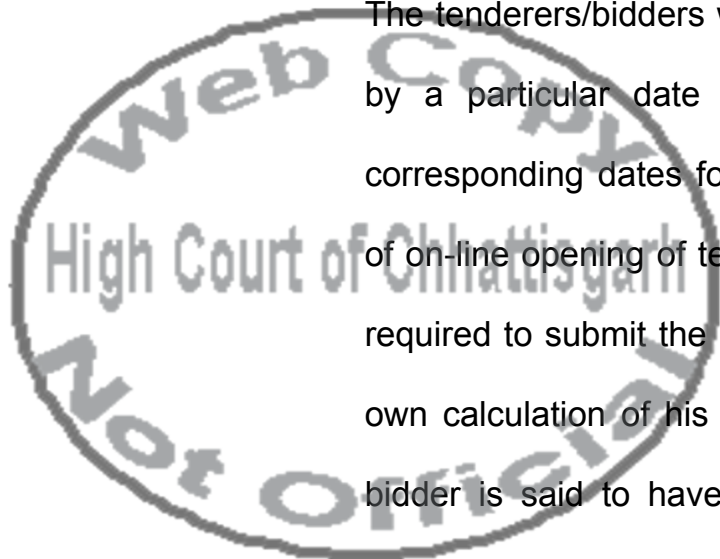 The tenderers/bidders
by a particular date
corresponding dates fo
of on-line opening of te
required to submit the
own calculation of his
bidder is said to have
Web Copy
High Court of Chhattisgarh
Not Official